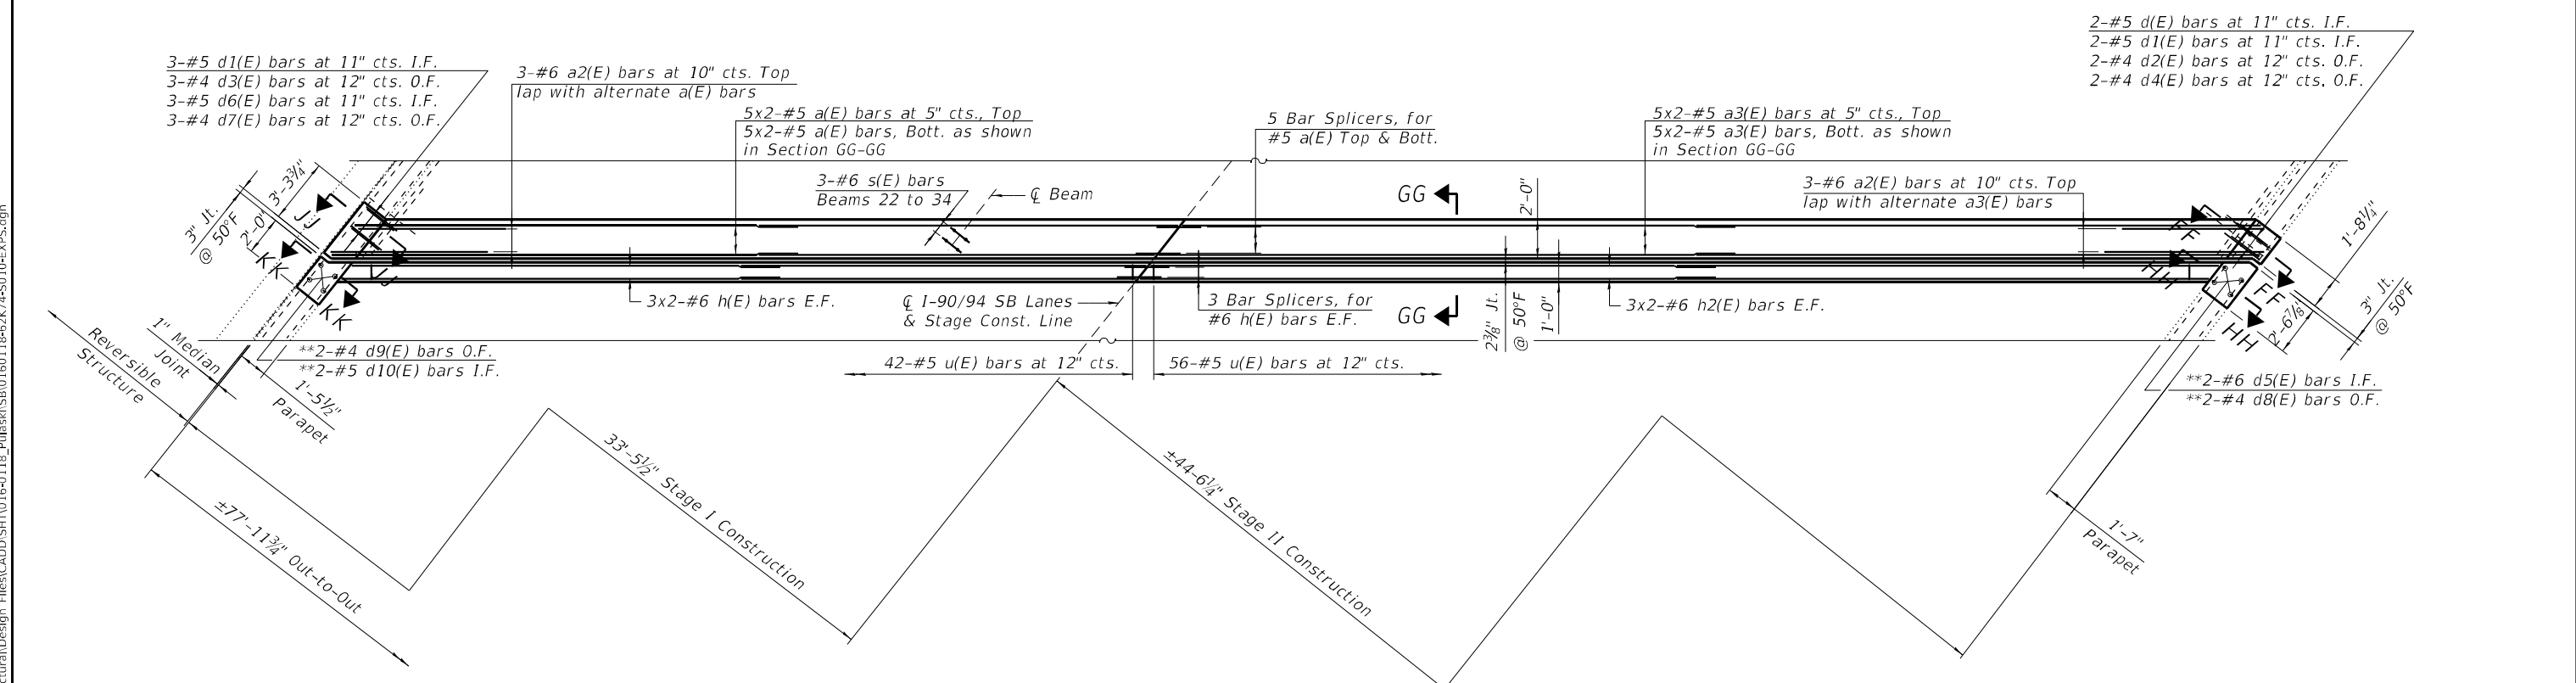 2-#5 d(E) bars at 11" cts. I.F.
2-#5 d1(E) bars at 11" cts. I.F.
2-#4 d2(E) bars at 12" cts. O.F.
2-#4 d4(E) bars at 12" cts. O.F.
3-#5 d1(E) bars at 11" cts. I.F.
3-#4 d3(E) bars at 12" cts. O.F.
3-#5 d6(E) bars at 11" cts. I.F.
3-#4 d7(E) bars at 12" cts. O.F.
3-#6 a2(E) bars at 10" cts. Top
lap with alternate a(E) bars
5x2-#5 a(E) bars at 5" cts., Top
5x2-#5 a(E) bars, Bott. as shown
in Section GG-GG
5 Bar Splicers, for
#5 a(E) Top & Bott.
5x2-#5 a3(E) bars at 5" cts., Top
5x2-#5 a3(E) bars, Bott. as shown
in Section GG-GG
3-#6 s(E) bars
Beams 22 to 34
℄ Beam
GG
2'-0"
3-#6 a2(E) bars at 10" cts. Top
lap with alternate a3(E) bars
3'-3¾"
2'-0"
3" Jt.
@ 50°F
JJ
KK
JJ
KK
FF
HH
FF
HH
1'-8¼"
3" Jt.
@ 50°F
2'-6⅞"
3x2-#6 h(E) bars E.F.
℄ I-90/94 SB Lanes
& Stage Const. Line
3 Bar Splicers, for
#6 h(E) bars E.F.
GG
2⅜" Jt.
@ 50°F
1'-0"
3x2-#6 h2(E) bars E.F.
Reversible
Structure
1" Median
Joint
**2-#4 d9(E) bars O.F.
**2-#5 d10(E) bars I.F.
1'-5½"
Parapet
42-#5 u(E) bars at 12" cts.
56-#5 u(E) bars at 12" cts.
**2-#6 d5(E) bars I.F.
**2-#4 d8(E) bars O.F.
33'-5½" Stage I Construction
±44-6¼" Stage II Construction
±77'-11¾" Out-to-Out
1'-7"
Parapet